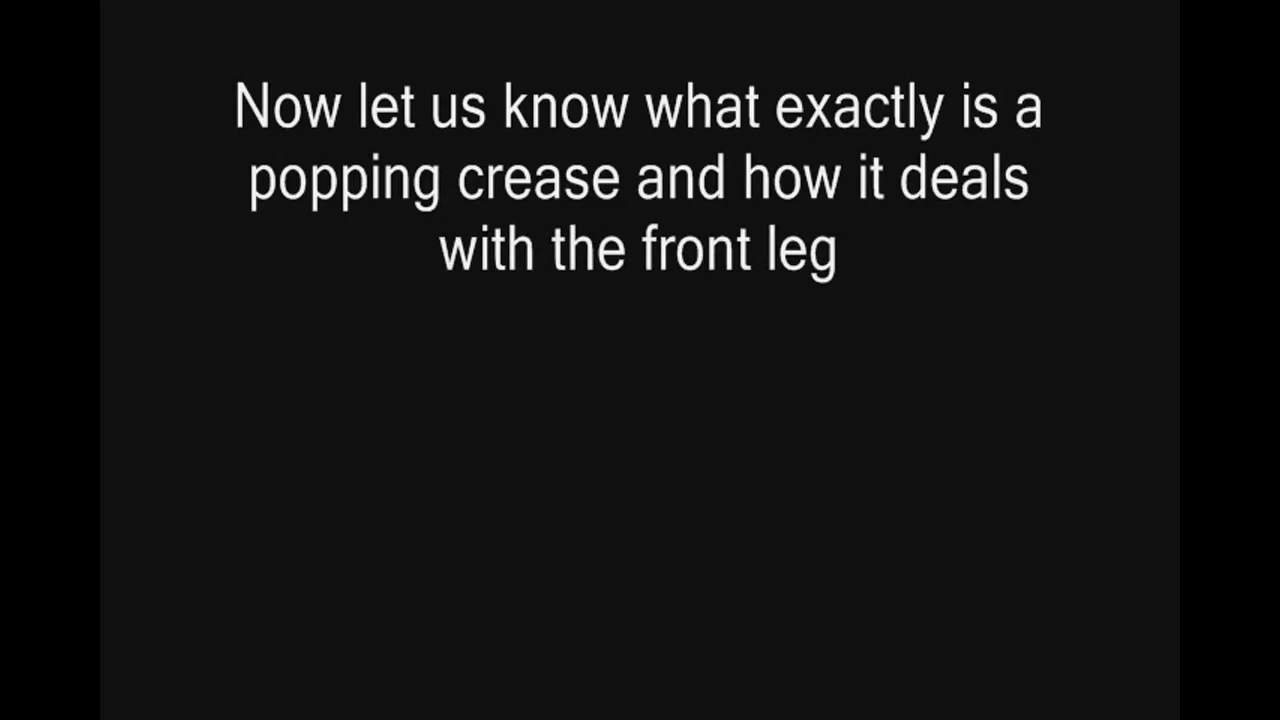 Now let us know what exactly is a
popping crease and how it deals
with the front leg